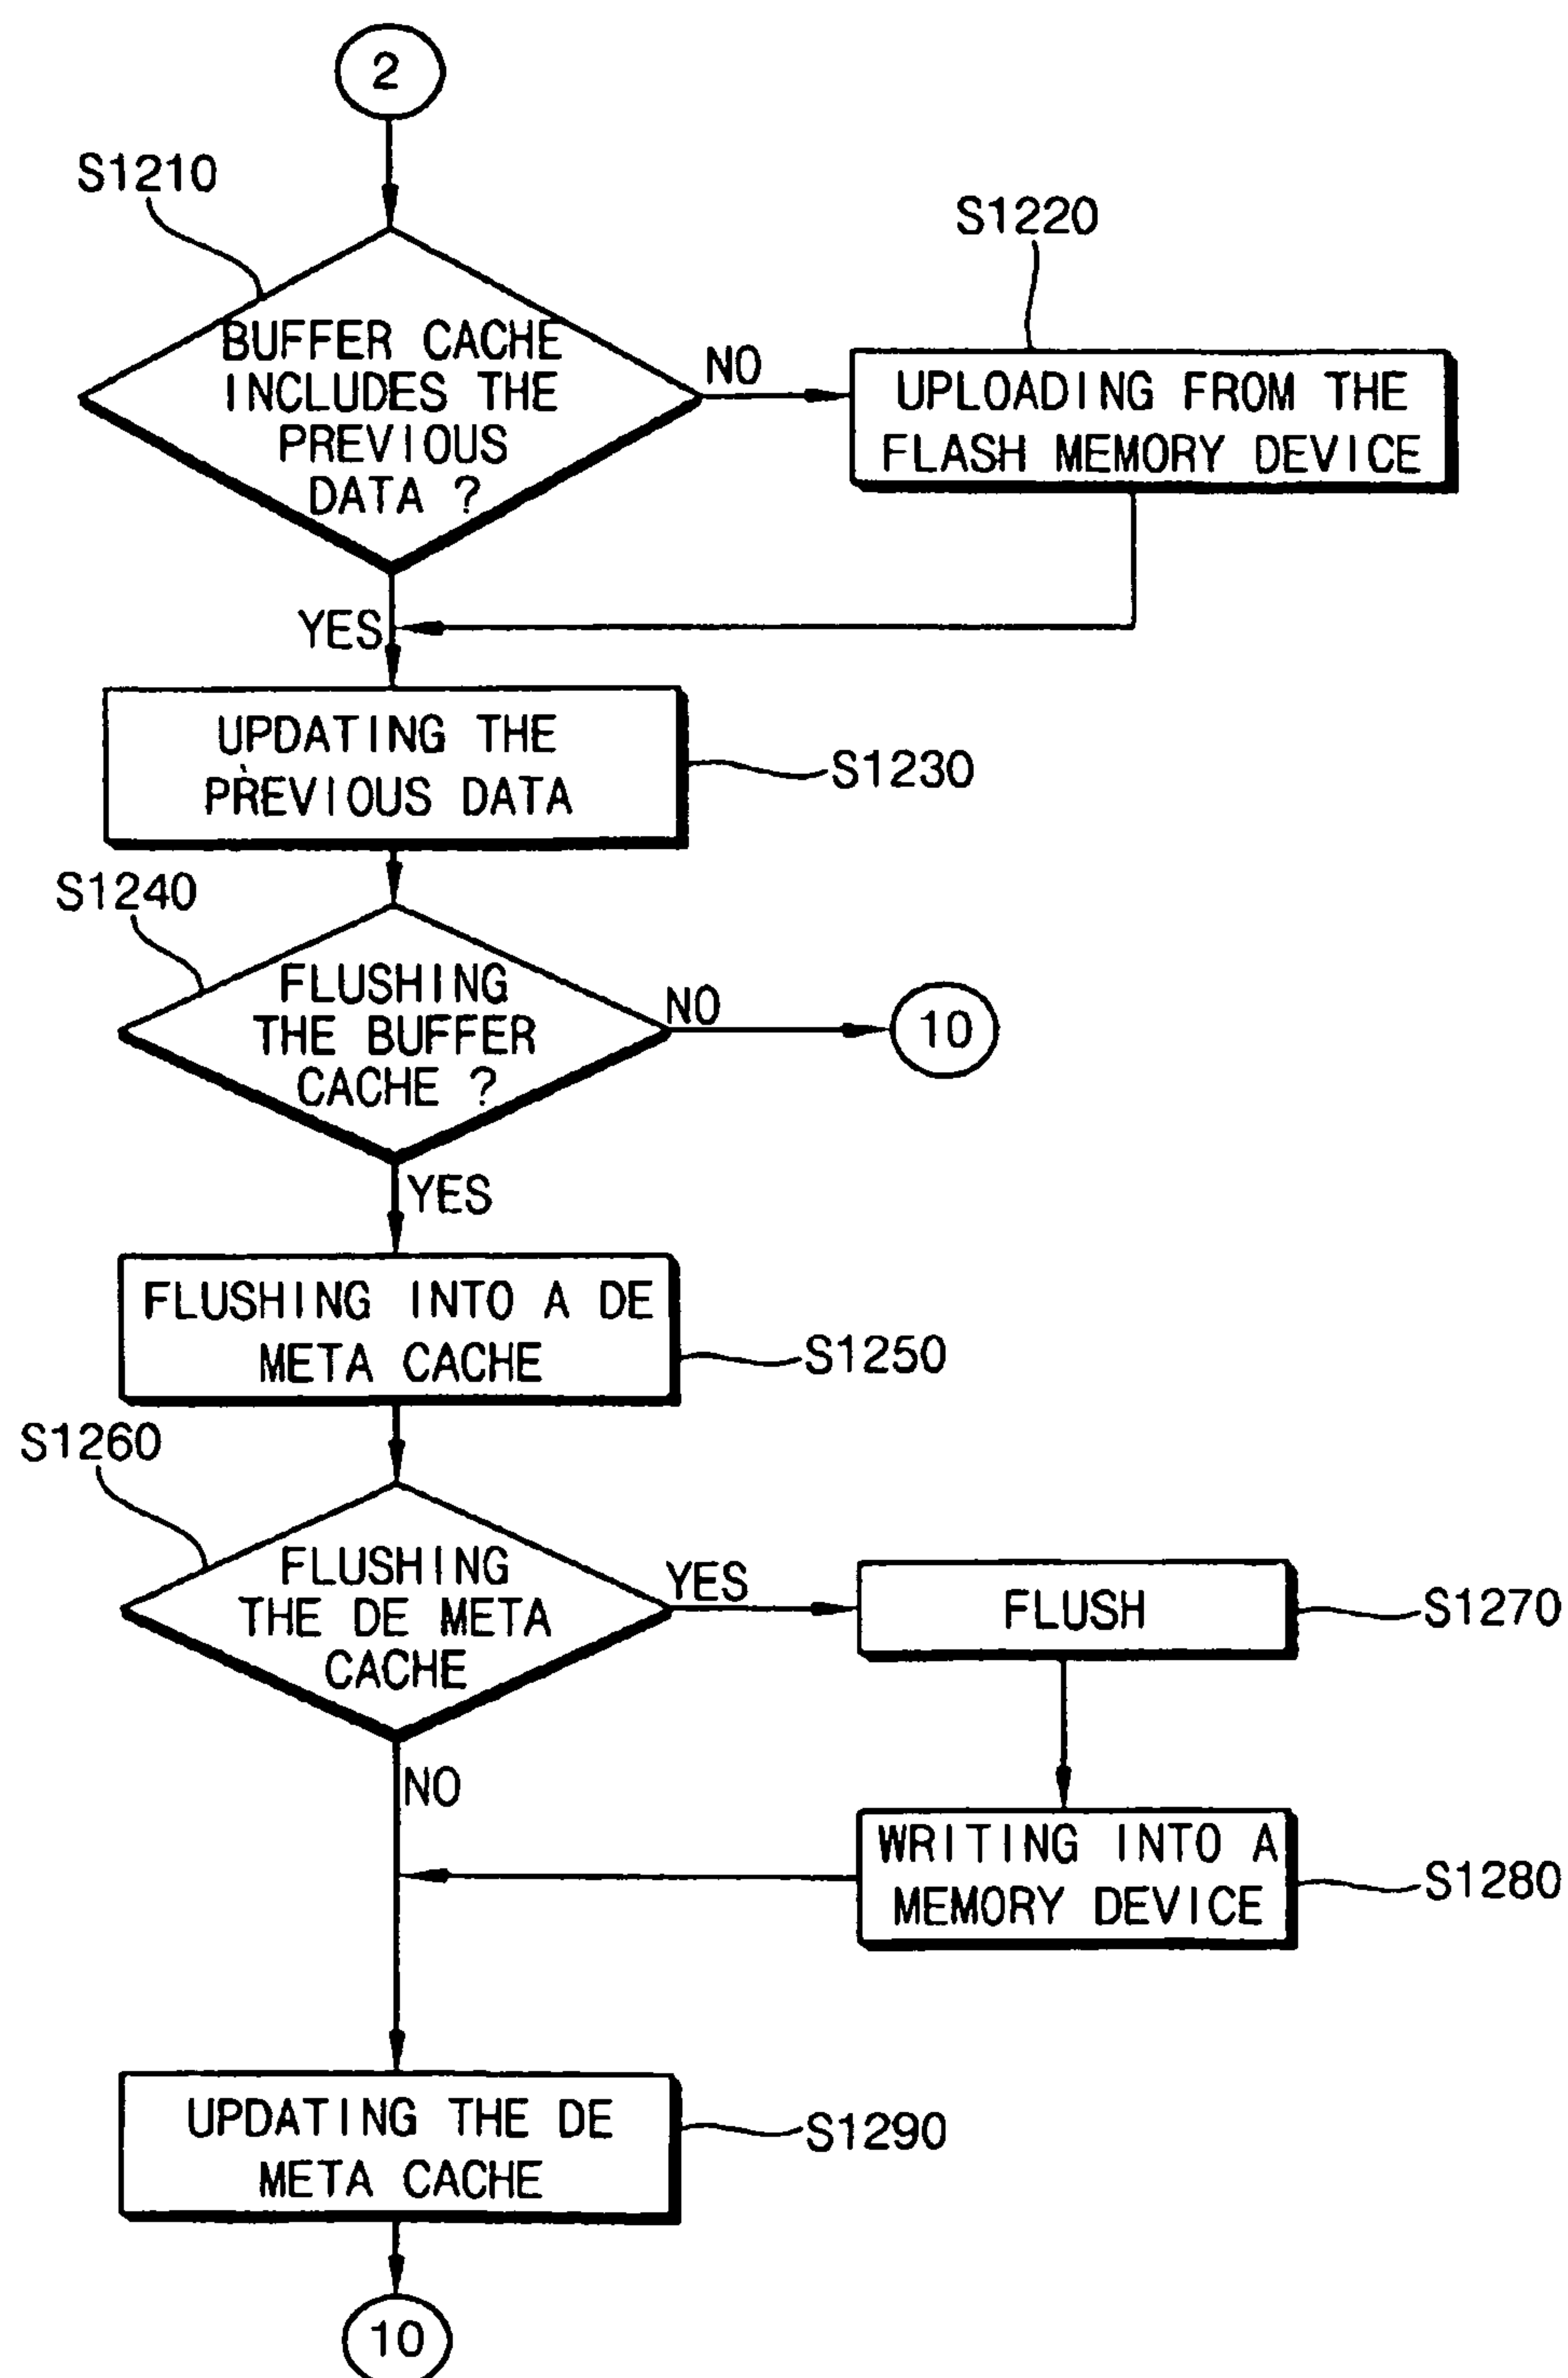 2
S1210
S1220
BUFFER CACHE
INCLUDES THE
PREVIOUS
DATA ?
NO
UPLOADING FROM THE
FLASH MEMORY DEVICE
YES
UPDATING THE
PREVIOUS DATA
S1230
S1240
FLUSHING
THE BUFFER
CACHE ?
NO
10
YES
FLUSHING INTO A DE
META CACHE
S1250
S1260
FLUSHING
THE DE META
CACHE
YES
FLUSH
S1270
NO
WRITING INTO A
MEMORY DEVICE
S1280
UPDATING THE DE
META CACHE
S1290
10